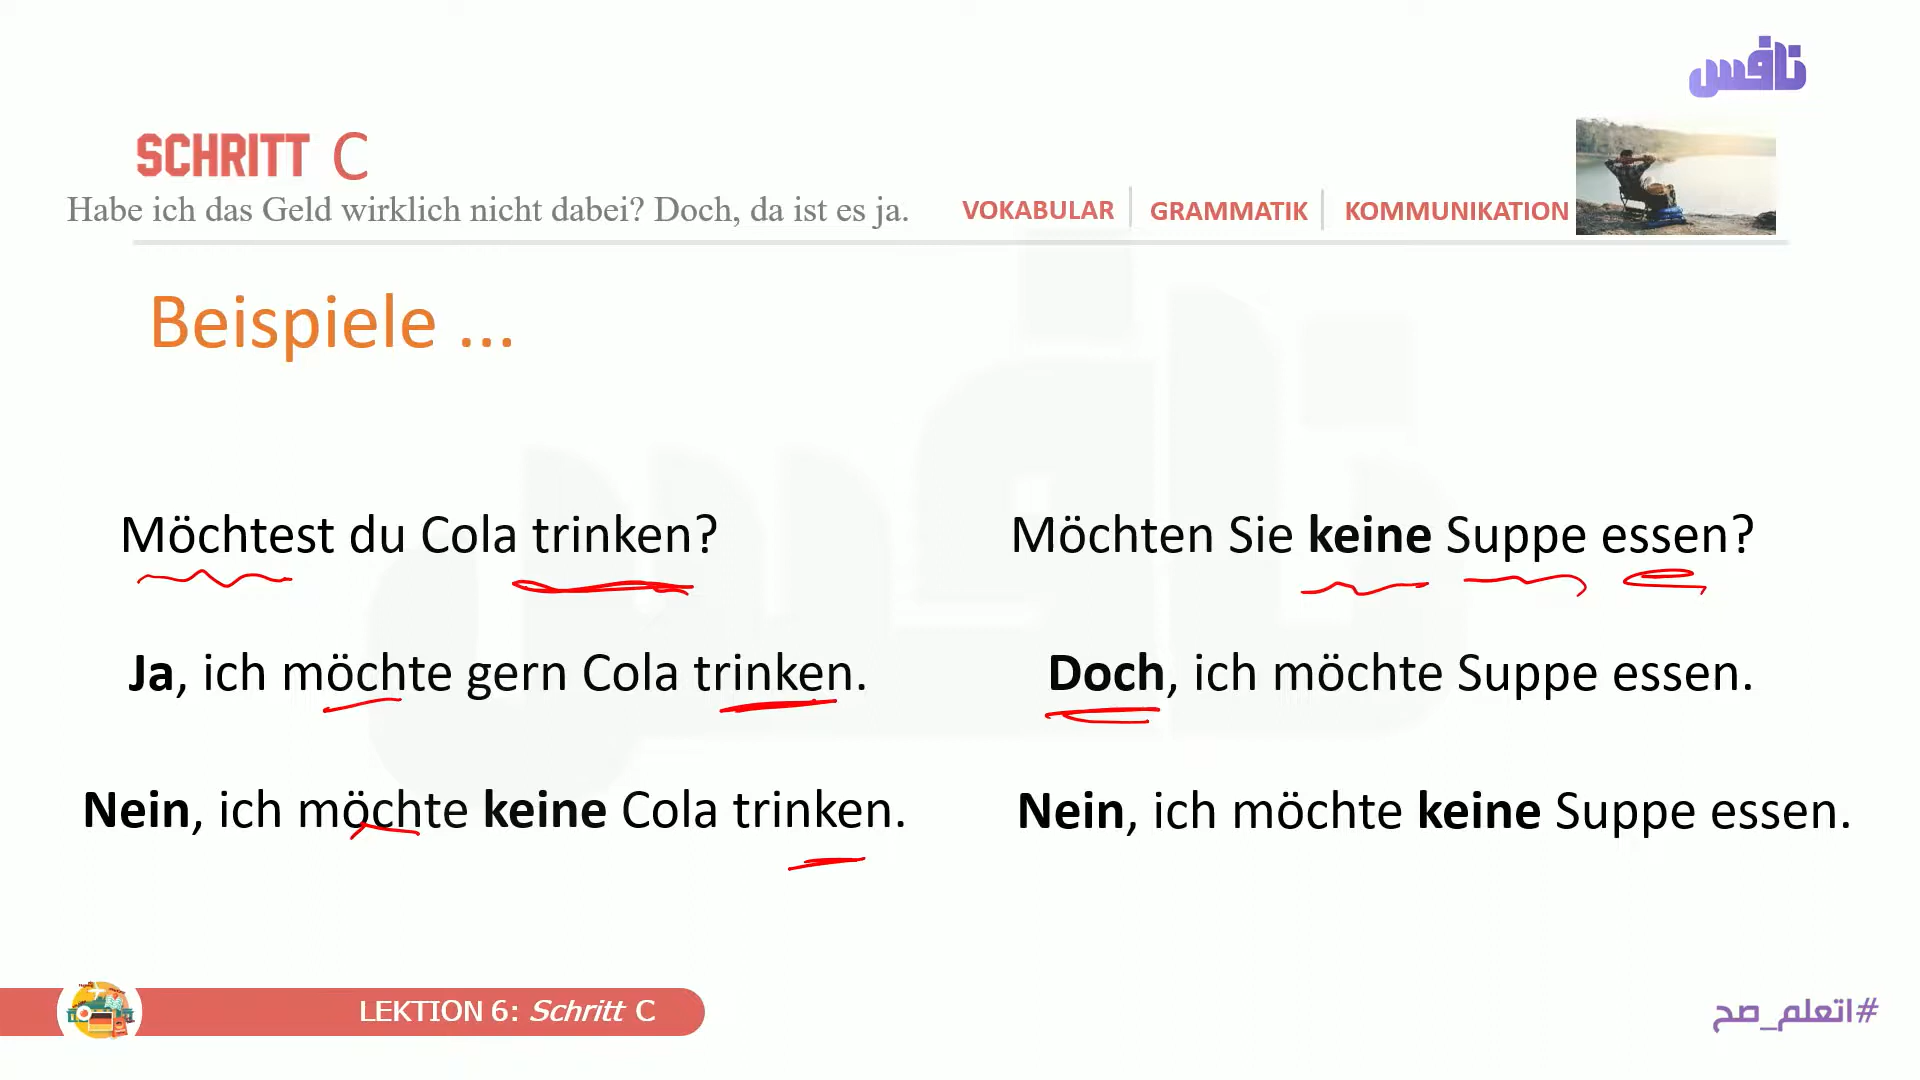 نافس
SCHRITT C
Habe ich das Geld wirklich nicht dabei? Doch, da ist es ja.
VOKABULAR
GRAMMATIK
KOMMUNIKATION
Beispiele ...
Möchtest du Cola trinken?
Ja, ich möchte gern Cola trinken.
Nein, ich möchte keine Cola trinken.
Möchten Sie keine Suppe essen?
Doch, ich möchte Suppe essen.
Nein, ich möchte keine Suppe essen.
LEKTION 6: Schritt C
#اتعلم_صح